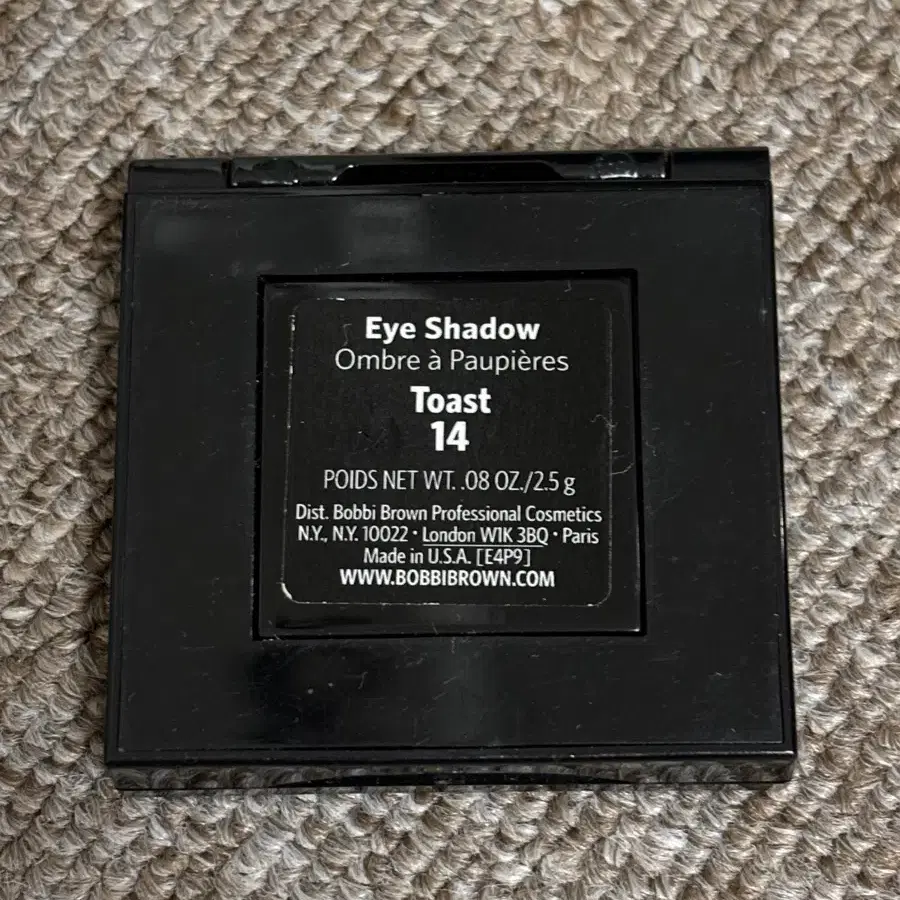 Eye Shadow
Ombre à Paupières
Toast
14
POIDS NET WT. .08 OZ./2.5 g
Dist. Bobbi Brown Professional Cosmetics
N.Y., N.Y. 10022 · London W1K 3BQ · Paris
Made in U.S.A. [E4P9]
WWW.BOBBIBROWN.COM